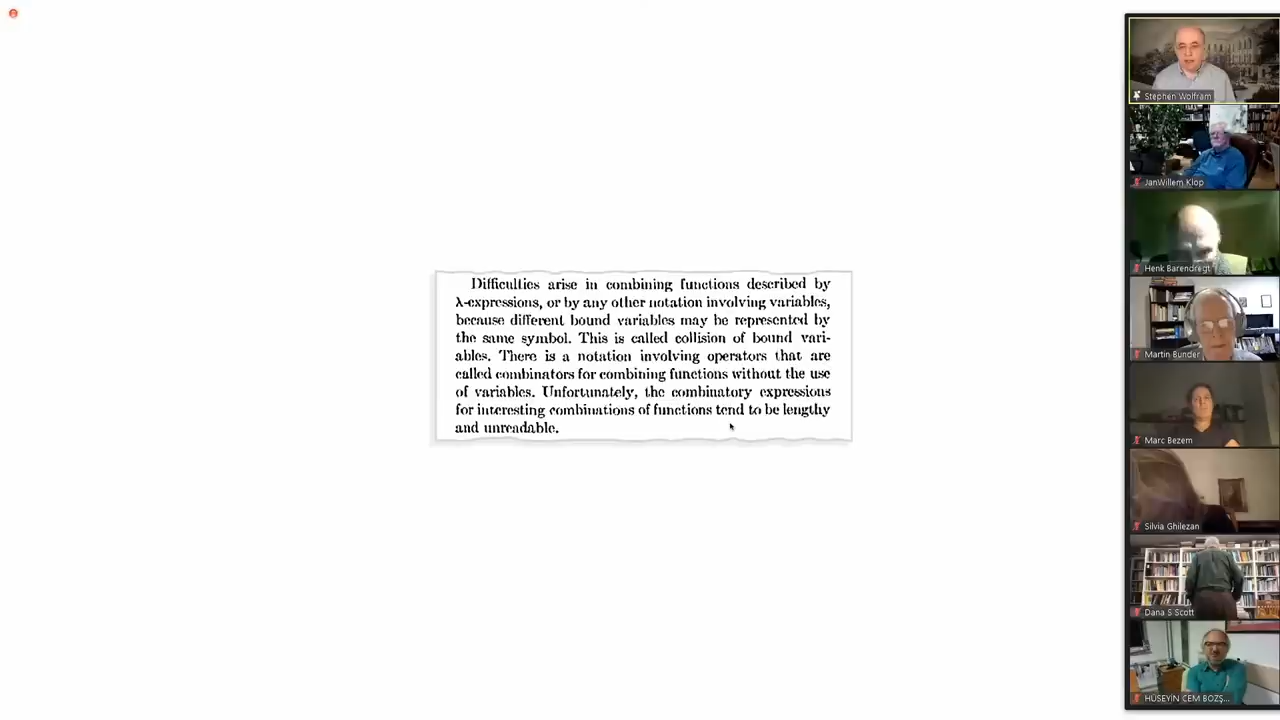 Difficulties arise in combining functions described by
λ-expressions, or by any other notation involving variables,
because different bound variables may be represented by
the same symbol. This is called collision of bound vari-
ables. There is a notation involving operators that are
called combinators for combining functions without the use
of variables. Unfortunately, the combinatory expressions
for interesting combinations of functions tend to be lengthy
and unreadable.
Stephen Wolfram
JanWillem Klop
Henk Barendregt
Martin Bunder
Marc Bezem
Silvia Ghilezan
Dana S Scott
HÜSEYİN CEM BOZŞ...